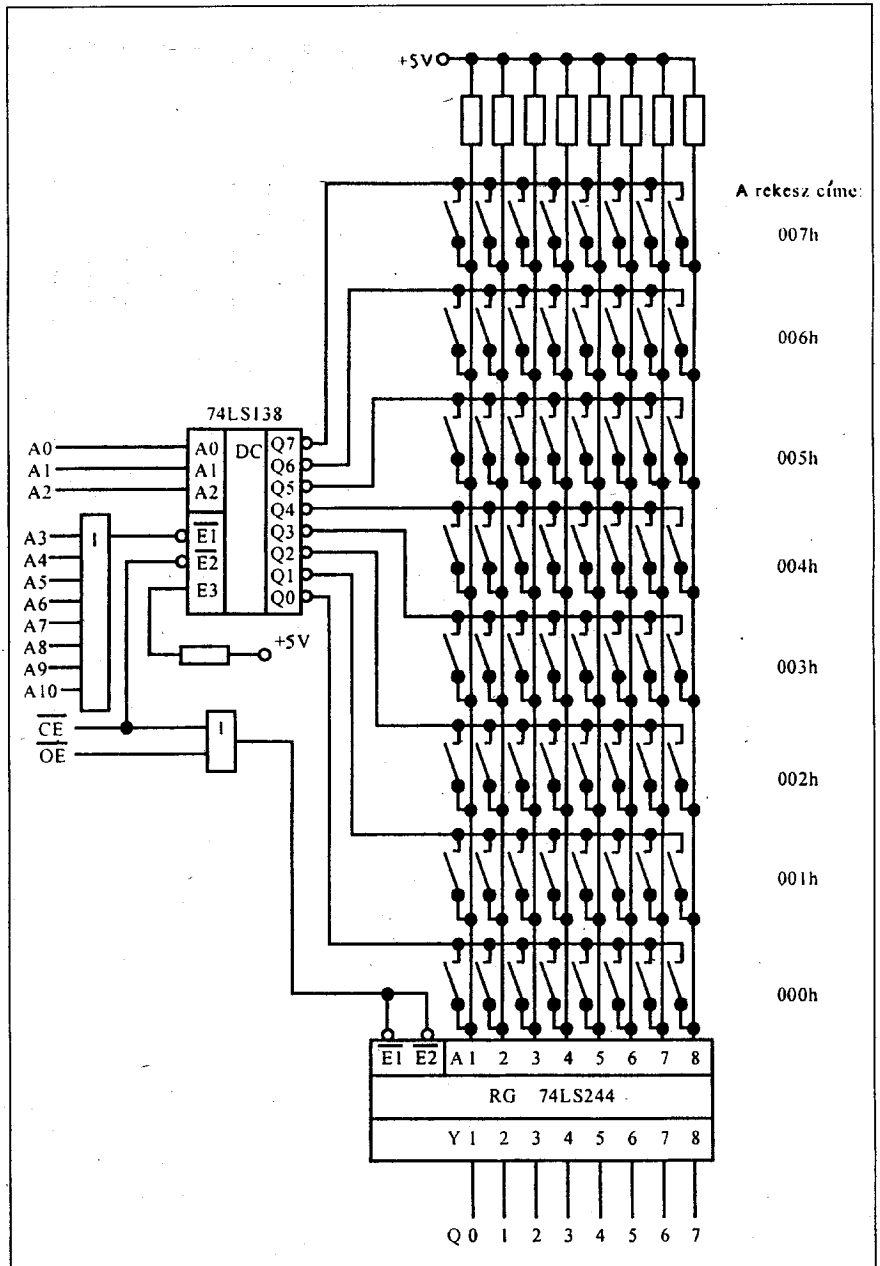 +5V
A rekesz címe:
007h
006h
74LS138
A0 A0 DC Q7
A1 A1 Q6
A2 A2 Q5
005h
Q4
A3 E1 Q3
A4 E2 Q2
A5 E3 Q1
A6 Q0
A7
A8
A9
A10
1
+5V
004h
003h
CE
OE
1
002h
001h
000h
E1 E2 A 1 2 3 4 5 6 7 8
RG 74LS244
Y 1 2 3 4 5 6 7 8
Q 0 1 2 3 4 5 6 7